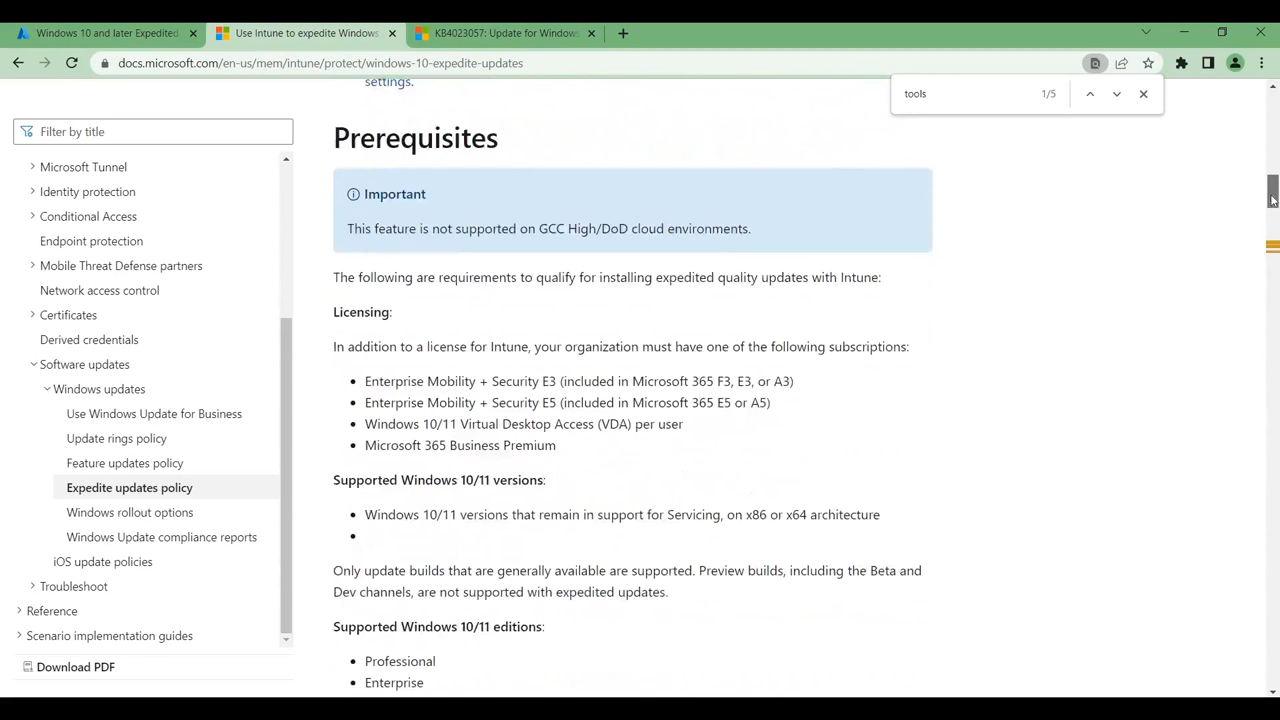 Windows 10 and later Expedited
Use Intune to expedite Windows
KB4023057: Update for Windows
docs.microsoft.com/en-us/mem/intune/protect/windows-10-expedite-updates
tools
1/5
Filter by title
Microsoft Tunnel
Identity protection
Conditional Access
Endpoint protection
Mobile Threat Defense partners
Network access control
Certificates
Derived credentials
Software updates
Windows updates
Use Windows Update for Business
Update rings policy
Feature updates policy
Expedite updates policy
Windows rollout options
Windows Update compliance reports
iOS update policies
Troubleshoot
Reference
Scenario implementation guides
Download PDF
settings.
Prerequisites
Important
This feature is not supported on GCC High/DoD cloud environments.
The following are requirements to qualify for installing expedited quality updates with Intune:
Licensing:
In addition to a license for Intune, your organization must have one of the following subscriptions:
• Enterprise Mobility + Security E3 (included in Microsoft 365 F3, E3, or A3)
• Enterprise Mobility + Security E5 (included in Microsoft 365 E5 or A5)
• Windows 10/11 Virtual Desktop Access (VDA) per user
• Microsoft 365 Business Premium
Supported Windows 10/11 versions:
• Windows 10/11 versions that remain in support for Servicing, on x86 or x64 architecture
•
Only update builds that are generally available are supported. Preview builds, including the Beta and
Dev channels, are not supported with expedited updates.
Supported Windows 10/11 editions:
• Professional
• Enterprise